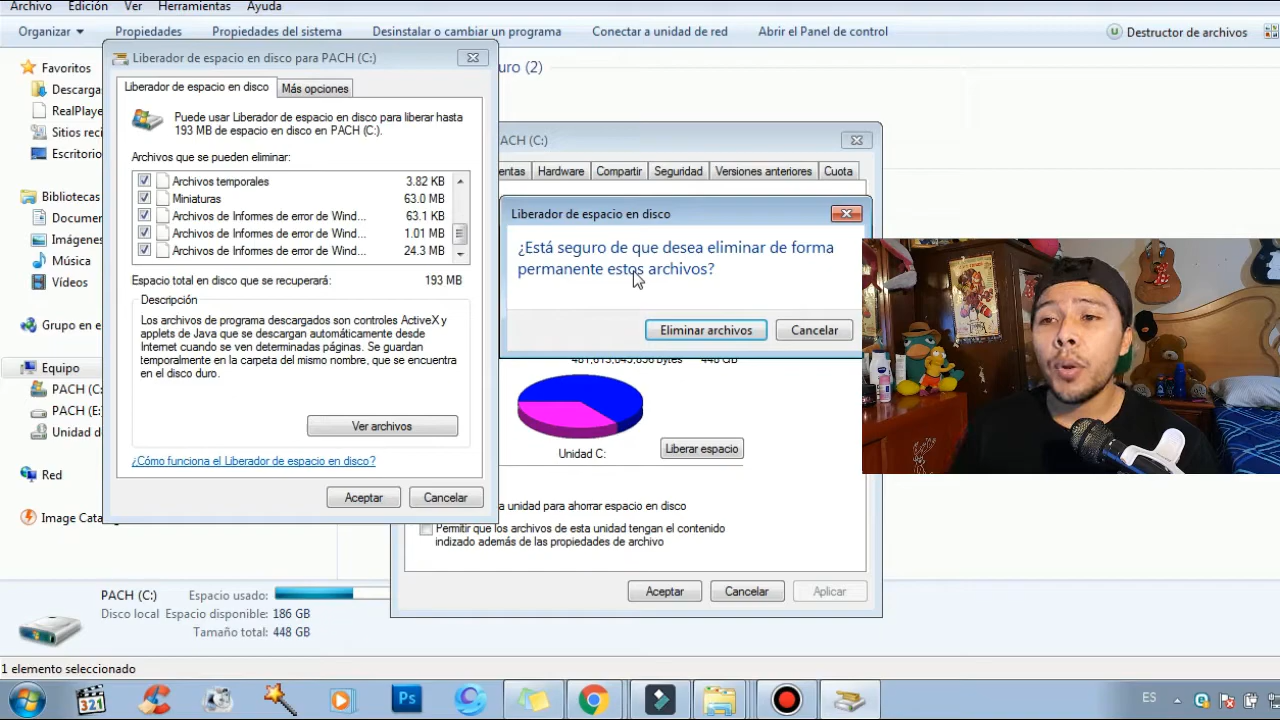 Archivo Edición Ver Herramientas Ayuda
Organizar Propiedades Propiedades del sistema Desinstalar o cambiar un programa Conectar a unidad de red Abrir el Panel de control Destructor de archivos
Liberador de espacio en disco para PACH (C:)
uro (2)
Liberador de espacio en disco Más opciones
Puede usar Liberador de espacio en disco para liberar hasta
193 MB de espacio en disco en PACH (C:).
Archivos que se pueden eliminar:
Archivos temporales 3.82 KB
Miniaturas 63.0 MB
Archivos de Informes de error de Wind... 63.1 KB
Archivos de Informes de error de Wind... 1.01 MB
Archivos de Informes de error de Wind... 24.3 MB
Espacio total en disco que se recuperará: 193 MB
Descripción
Los archivos de programa descargados son controles ActiveX y
applets de Java que se descargan automáticamente desde
Internet cuando se ven determinadas páginas. Se guardan
temporalmente en la carpeta del mismo nombre, que se encuentra
en el disco duro.
Ver archivos
¿Cómo funciona el Liberador de espacio en disco?
Aceptar Cancelar
Favoritos
Descarga
RealPlaye
Sitios reci
Escritorio
Bibliotecas
Documen
Imágenes
Música
Vídeos
Grupo en e
Equipo
PACH (C:
PACH (E:
Unidad d
Red
Image Cata
ACH (C:)
entas Hardware Compartir Seguridad Versiones anteriores Cuota
Liberador de espacio en disco
¿Está seguro de que desea eliminar de forma
permanente estos archivos?
Eliminar archivos Cancelar
448 GB
Unidad C: Liberar espacio
a unidad para ahorrar espacio en disco
Permitir que los archivos de esta unidad tengan el contenido
indizado además de las propiedades de archivo
Aceptar Cancelar Aplicar
PACH (C:) Espacio usado:
Disco local Espacio disponible: 186 GB
Tamaño total: 448 GB
1 elemento seleccionado
321 Ps ES